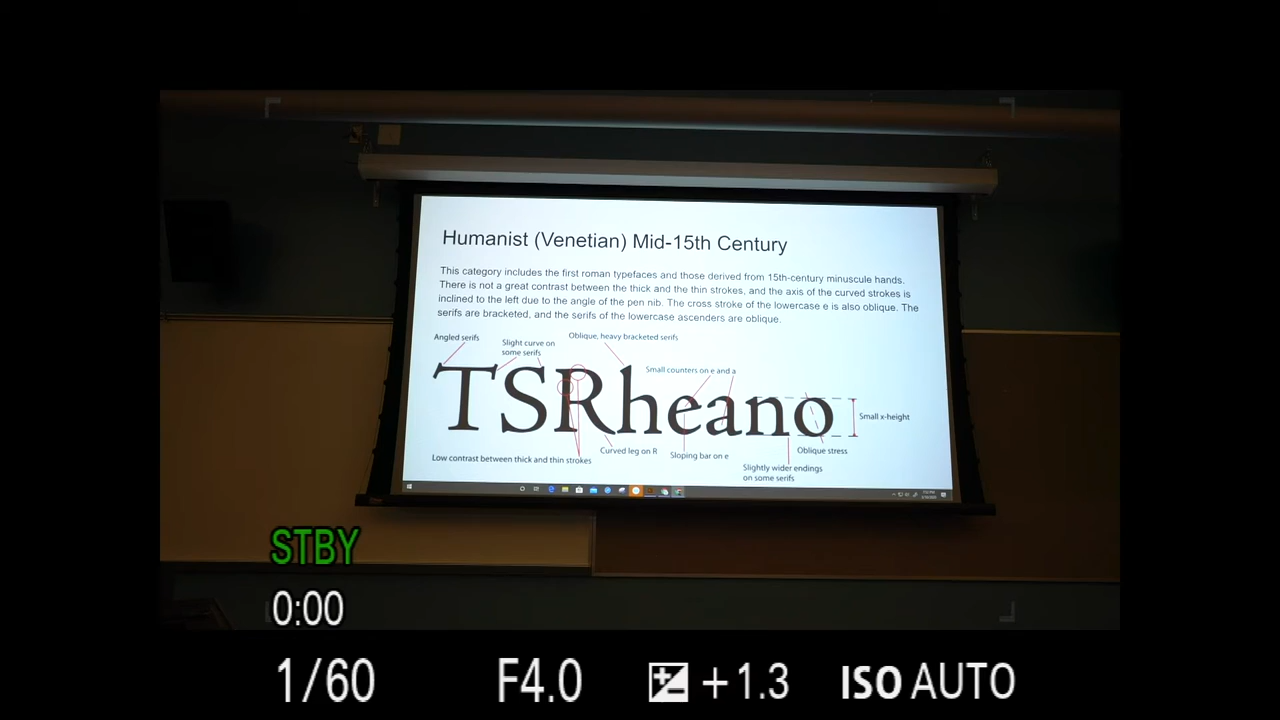 Humanist (Venetian) Mid-15th Century
This category includes the first roman typefaces and those derived from 15th-century minuscule hands.
There is not a great contrast between the thick and the thin strokes, and the axis of the curved strokes is
inclined to the left due to the angle of the pen nib. The cross stroke of the lowercase e is also oblique. The
serifs are bracketed, and the serifs of the lowercase ascenders are oblique.
Angled serifs
Slight curve on
some serifs
Oblique, heavy bracketed serifs
Small counters on e and a
TSRheano
Small x-height
Low contrast between thick and thin strokes
Curved leg on R
Sloping bar on e
Oblique stress
Slightly wider endings
on some serifs
STBY
0:00
1/60 F4.0 +1.3 ISO AUTO